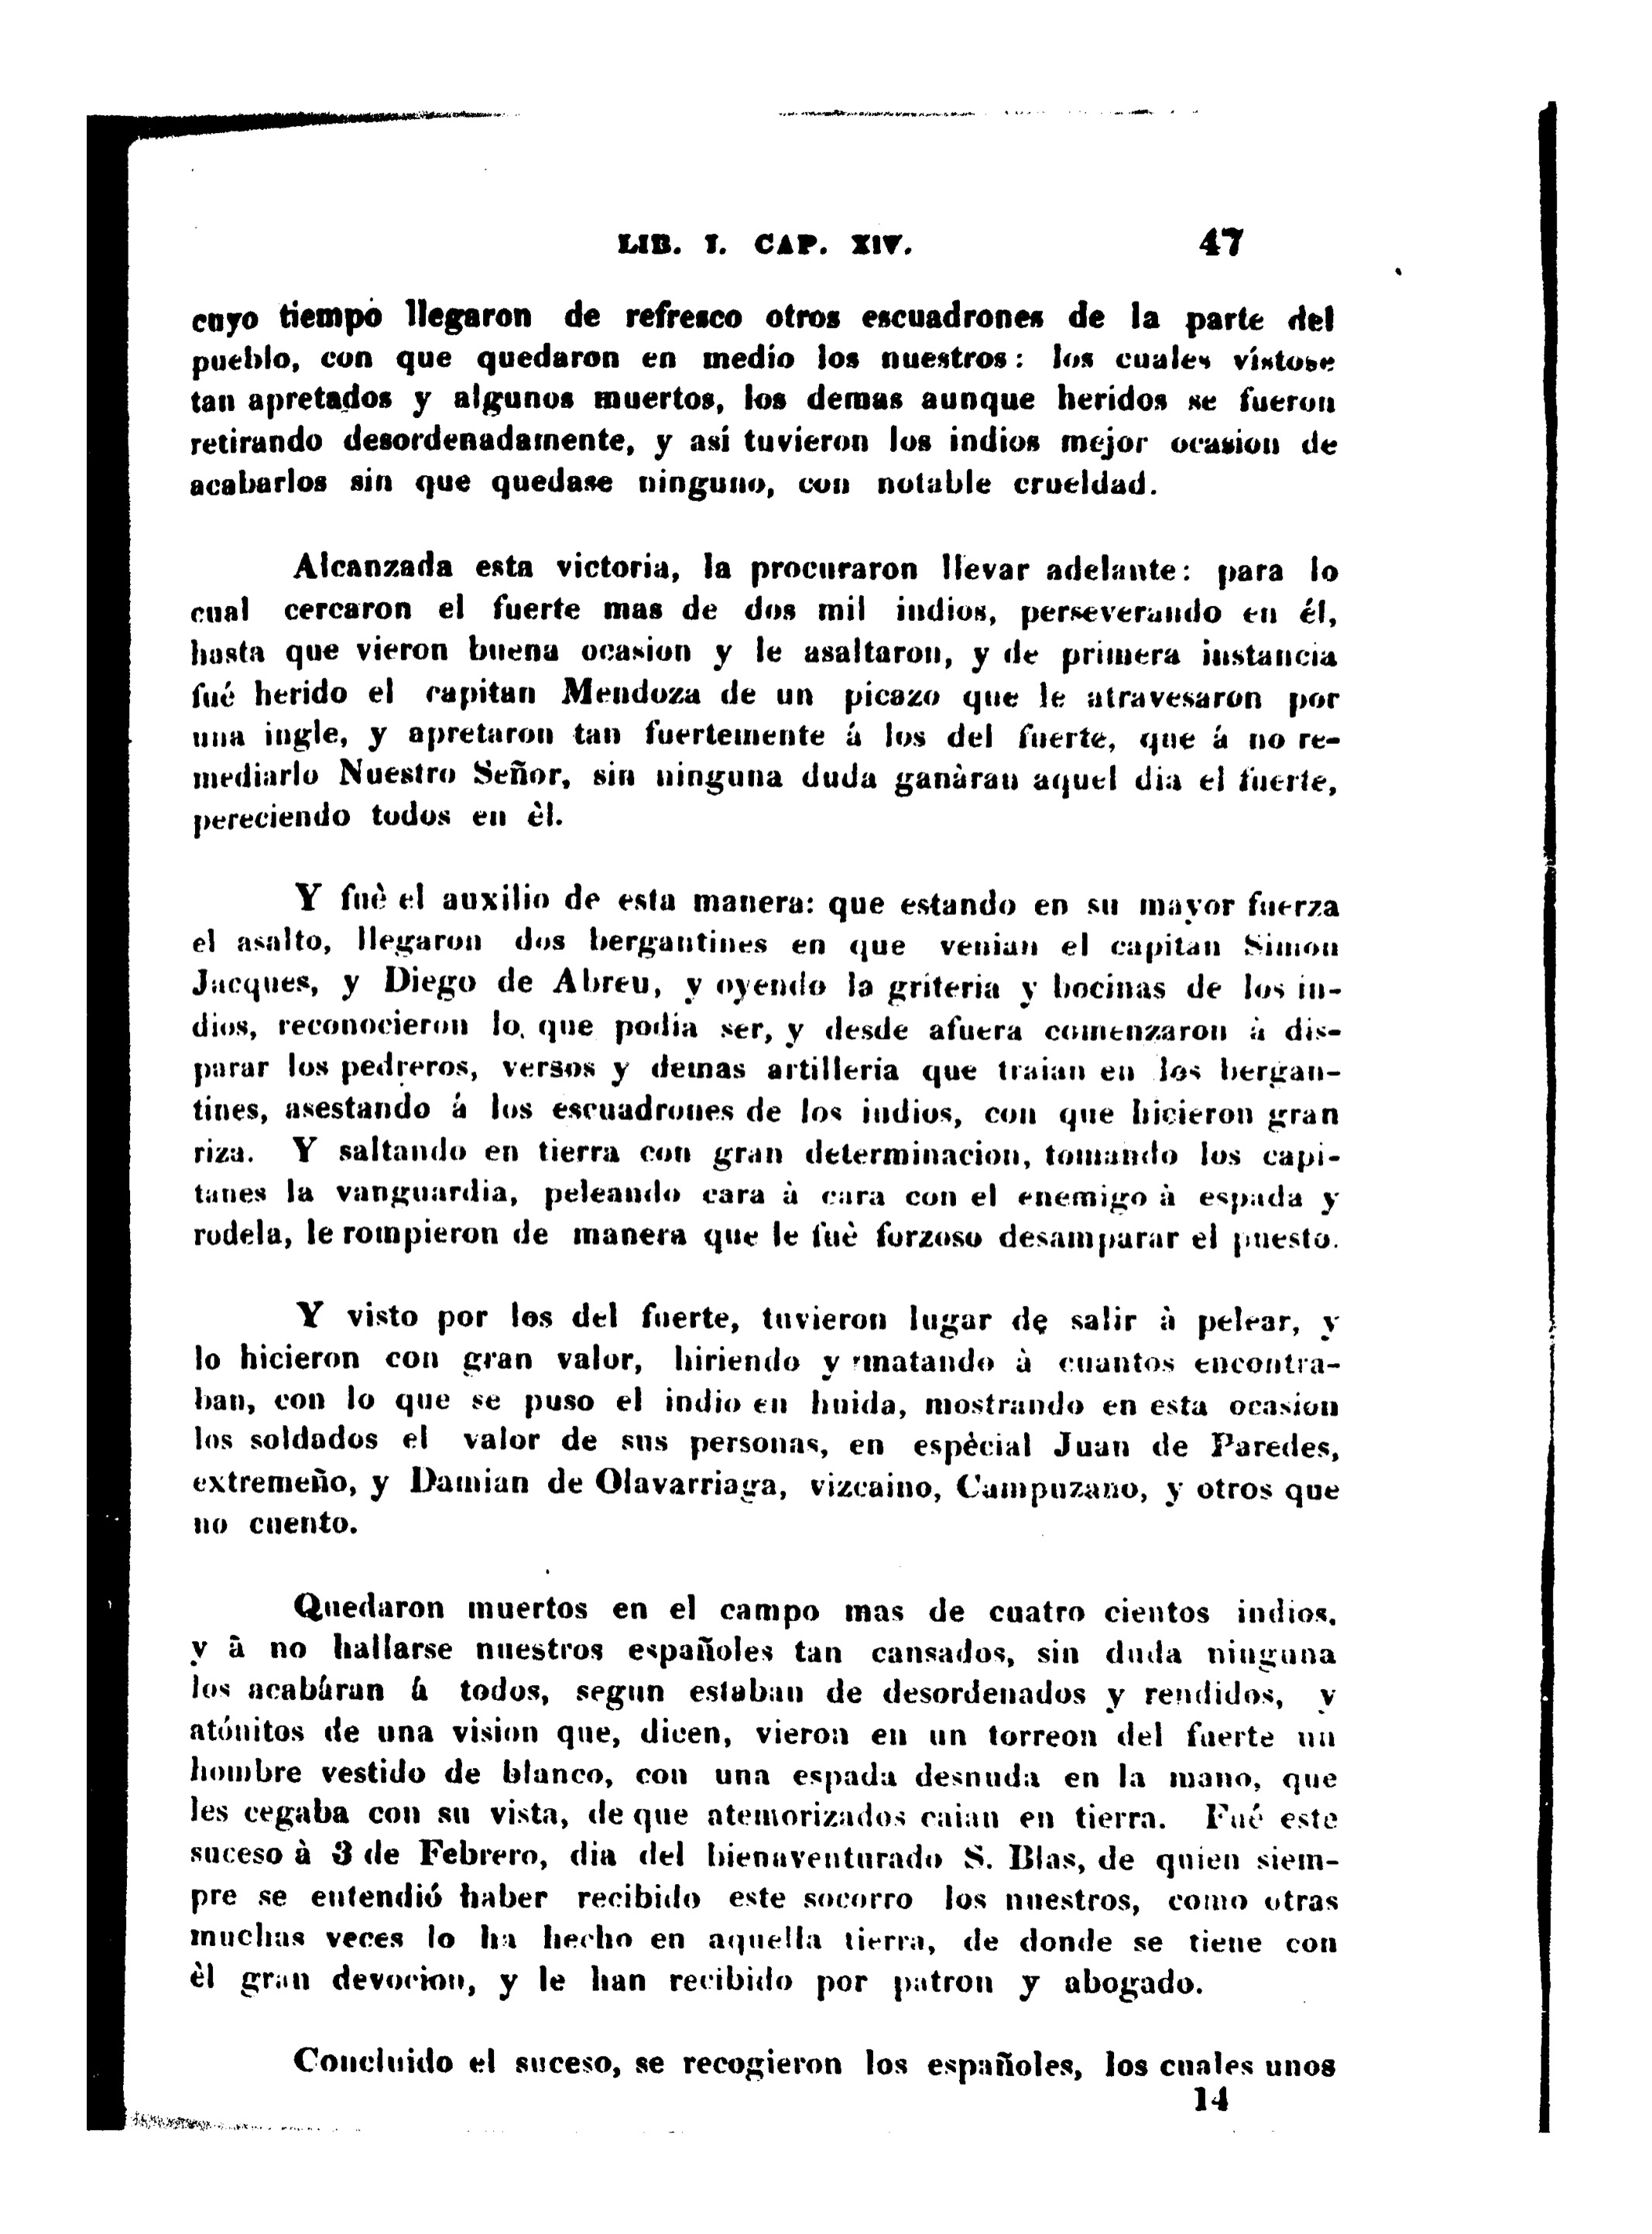 LIB. I. CAP. XIV. 47
cuyo tiempo llegaron de refresco otros escuadrones de la parte del
pueblo, con que quedaron en medio los nuestros: los cuales vístose
tan apretados y algunos muertos, los demas aunque heridos se fueron
retirando desordenadamente, y así tuvieron los indios mejor ocasion de
acabarlos sin que quedase ninguno, con notable crueldad.
Alcanzada esta victoria, la procuraron llevar adelante: para lo
cual cercaron el fuerte mas de dos mil indios, perseverando en él,
hasta que vieron buena ocasion y le asaltaron, y de primera instancia
fué herido el capitan Mendoza de un picazo que le atravesaron por
una ingle, y apretaron tan fuertemente á los del fuerte, que á no re-
mediarlo Nuestro Señor, sin ninguna duda ganàran aquel dia el fuerte,
pereciendo todos en èl.
Y fuè el auxilio de esta manera: que estando en su mayor fuerza
el asalto, llegaron dos bergantines en que venian el capitan Simon
Jacques, y Diego de Abreu, y oyendo la gritería y bocinas de los in-
dios, reconocieron lo que podia ser, y desde afuera comenzaron à dis-
parar los pedreros, versos y demas artilleria que traian en los bergan-
tines, asestando á los escuadrones de los indios, con que hicieron gran
riza. Y saltando en tierra con gran determinacion, tomando los capi-
tanes la vanguardia, peleando cara à cara con el enemigo à espada y
rodela, le rompieron de manera que le fuè forzoso desamparar el puesto.
Y visto por los del fuerte, tuvieron lugar de salir à pelear, y
lo hicieron con gran valor, hiriendo y matando à cuantos encontra-
ban, con lo que se puso el indio en huida, mostrando en esta ocasion
los soldados el valor de sus personas, en espècial Juan de Paredes,
extremeño, y Damian de Olavarriaga, vizcaino, Campuzano, y otros que
no cuento.
Quedaron muertos en el campo mas de cuatro cientos indios,
y à no hallarse nuestros españoles tan cansados, sin duda ninguna
los acabáran á todos, segun estaban de desordenados y rendidos, y
atónitos de una vision que, dicen, vieron en un torreon del fuerte un
hombre vestido de blanco, con una espada desnuda en la mano, que
les cegaba con su vista, de que atemorizados caian en tierra. Fué este
suceso à 3 de Febrero, dia del bienaventurado S. Blas, de quien siem-
pre se entendió haber recibido este socorro los nuestros, como otras
muchas veces lo ha hecho en aquella tierra, de donde se tiene con
èl gran devocion, y le han recibido por patron y abogado.
Concluido el suceso, se recogieron los españoles, los cuales unos
14